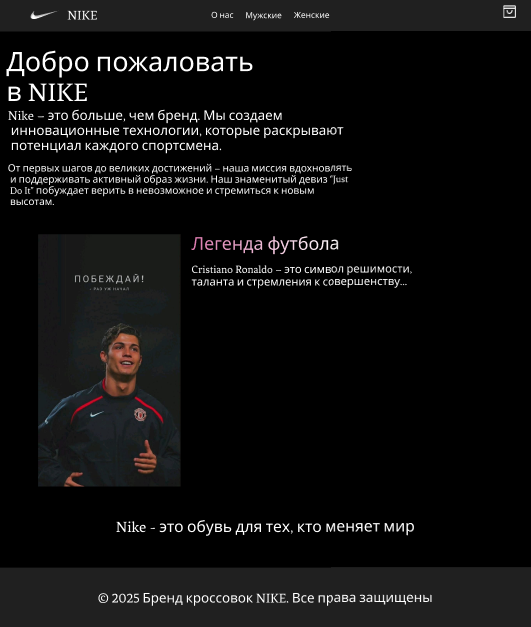 NIKE
О нас Мужские Женские
Добро пожаловать
в NIKE
Nike – это больше, чем бренд. Мы создаем
инновационные технологии, которые раскрывают
потенциал каждого спортсмена.
От первых шагов до великих достижений – наша миссия вдохновлять
и поддерживать активный образ жизни. Наш знаменитый девиз "Just
Do It" побуждает верить в невозможное и стремиться к новым
высотам.
Легенда футбола
Cristiano Ronaldo – это символ решимости,
таланта и стремления к совершенству...
ПОБЕЖДАЙ!
- РАЗ УЖ НАЧАЛ
Nike - это обувь для тех, кто меняет мир
© 2025 Бренд кроссовок NIKE. Все права защищены